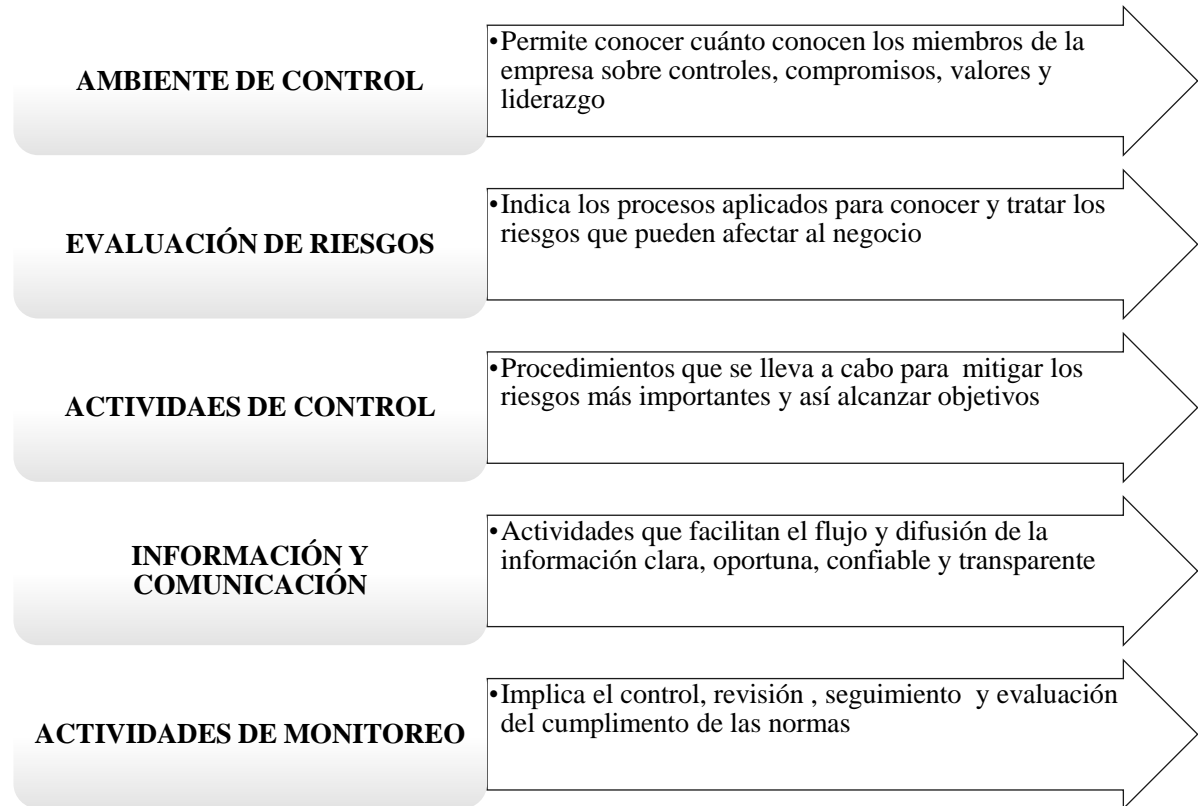 AMBIENTE DE CONTROL
•Permite conocer cuánto conocen los miembros de la
empresa sobre controles, compromisos, valores y
liderazgo
EVALUACIÓN DE RIESGOS
•Indica los procesos aplicados para conocer y tratar los
riesgos que pueden afectar al negocio
ACTIVIDAES DE CONTROL
•Procedimientos que se lleva a cabo para  mitigar los
riesgos más importantes y así alcanzar objetivos
INFORMACIÓN Y
COMUNICACIÓN
•Actividades que facilitan el flujo y difusión de la
información clara, oportuna, confiable y transparente
ACTIVIDADES DE MONITOREO
•Implica el control, revisión , seguimiento  y evaluación
del cumplimento de las normas